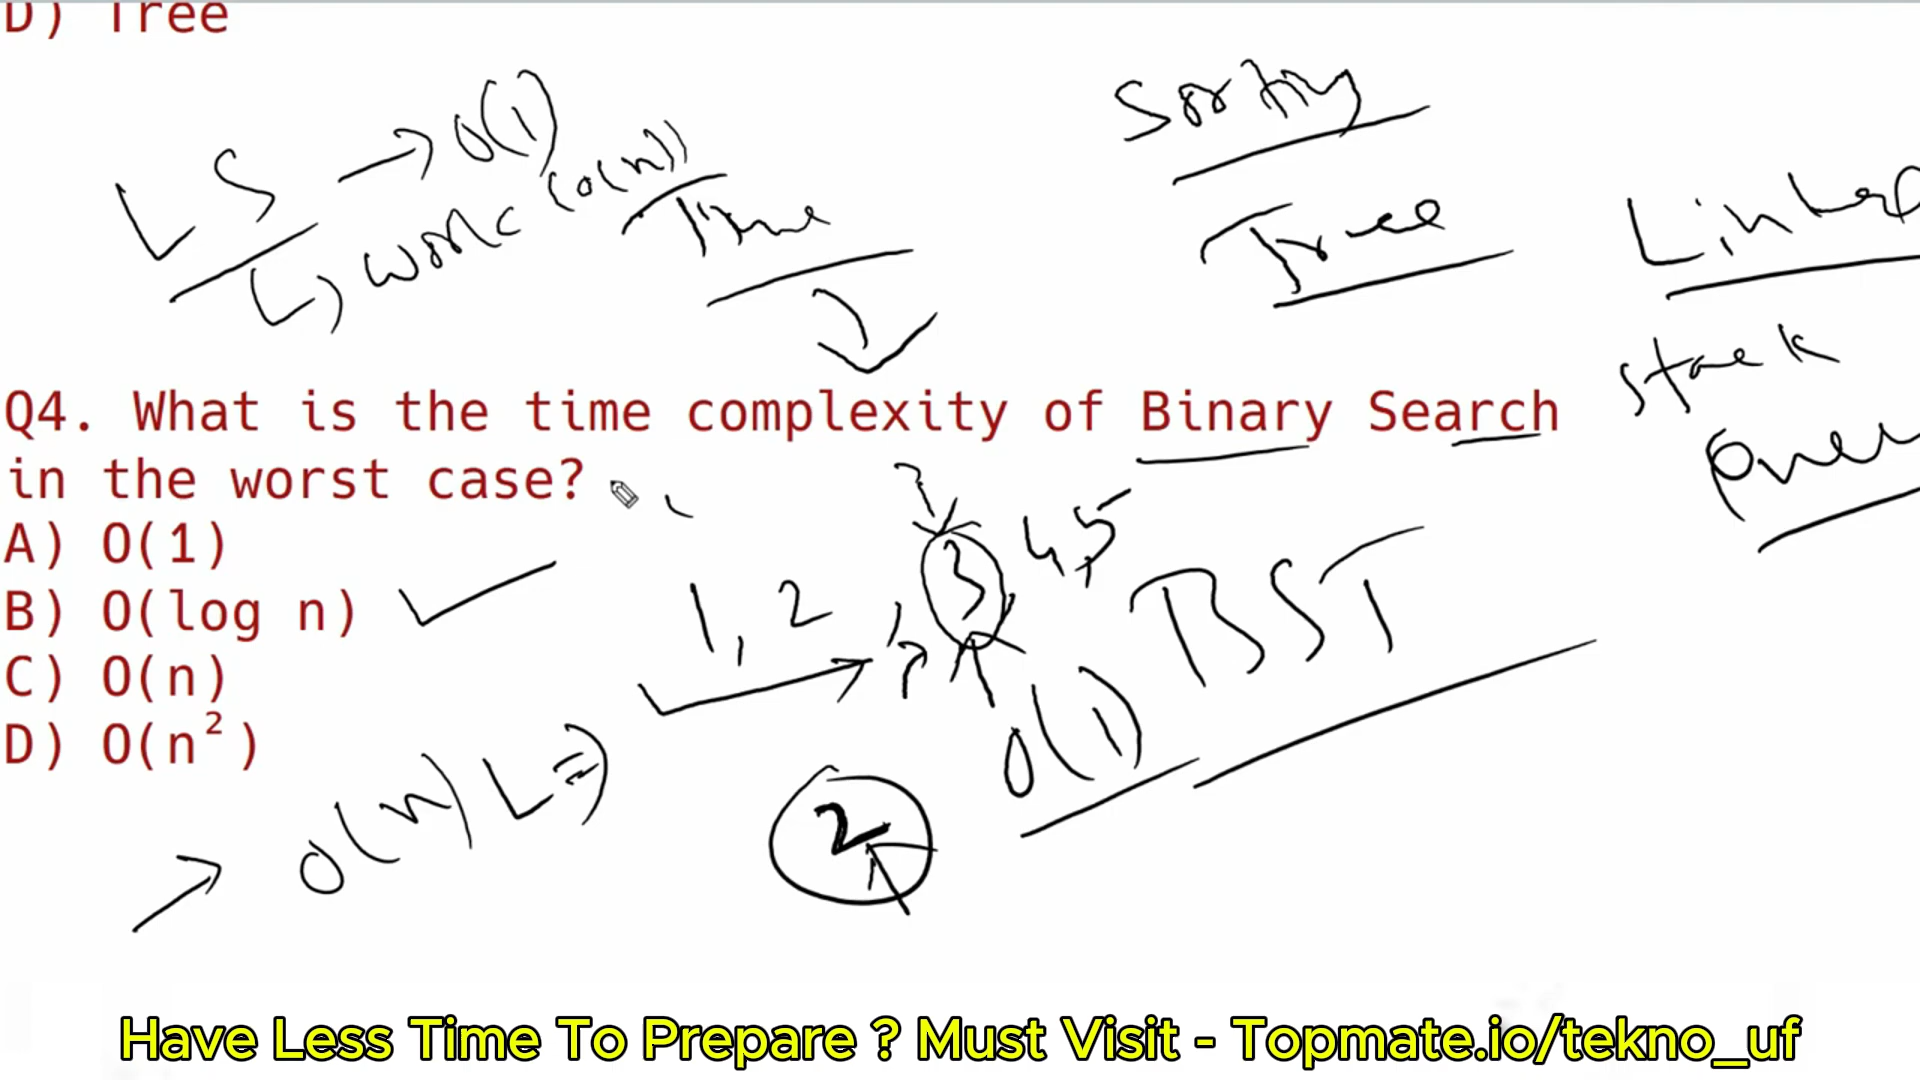 D) Tree
LS → O(1)
↳ worst (O(n))
Time
Sorting
Tree
Linked
Stack
Queu
Q4. What is the time complexity of Binary Search
in the worst case?
A) O(1)
B) O(log n)
C) O(n)
D) O(n²)
1, 2, 3 4,5
BST
O(1)
O(n) L⇒
2
Have Less Time To Prepare ? Must Visit - Topmate.io/tekno_uf